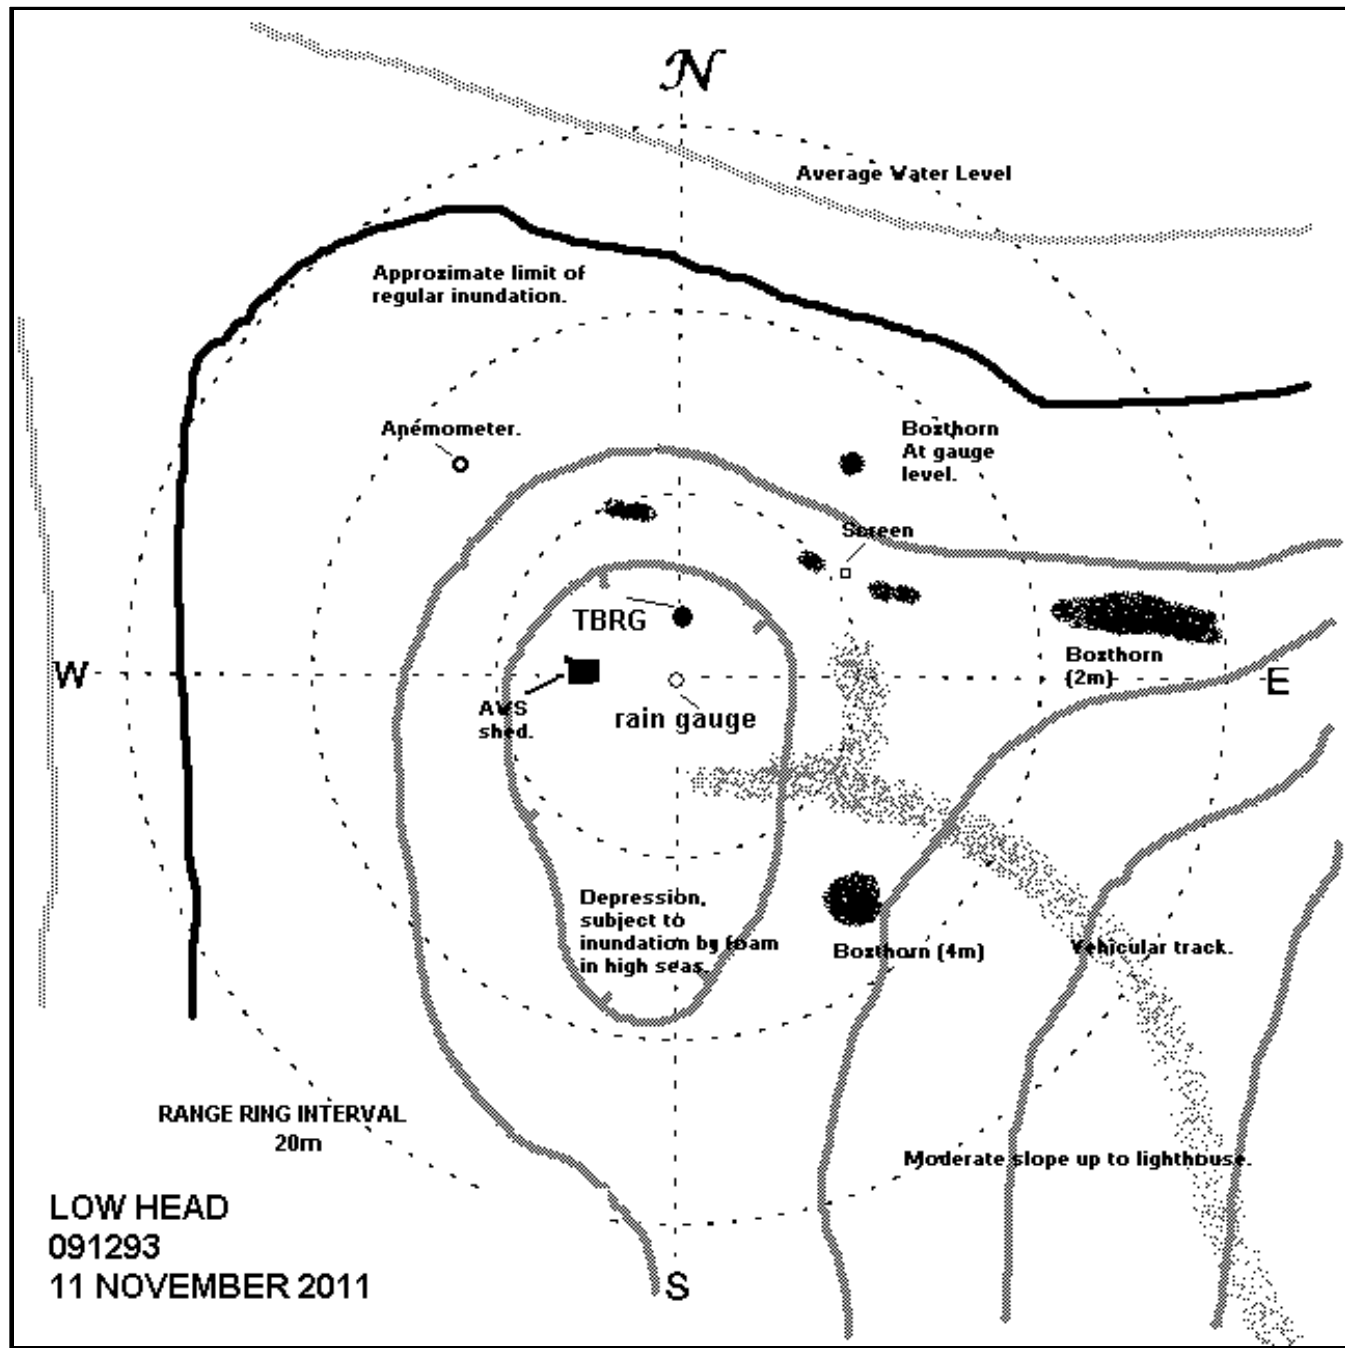 N
Average Water Level
Approximate limit of
regular inundation.
Anemometer.
Boxthorn
At gauge
level.
Screen
TBRG
Boxthorn
(2m)
W
E
AWS
shed.
rain gauge
Depression,
subject to
inundation by foam
in high seas.
Boxthorn (4m)
Vehicular track.
RANGE RING INTERVAL
20m
Moderate slope up to lighthouse.
LOW HEAD
091293
11 NOVEMBER 2011
S